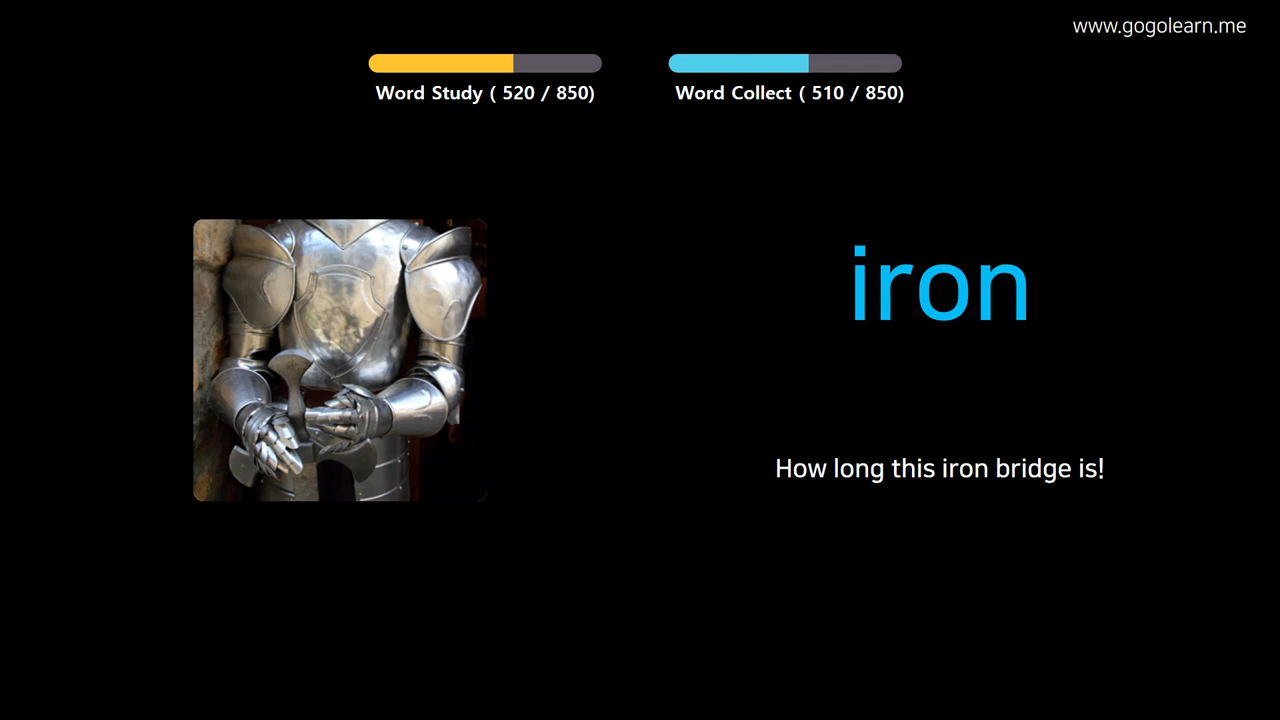 www.gogolearn.me
Word Study ( 520 / 850)
Word Collect ( 510 / 850)
iron
How long this iron bridge is!